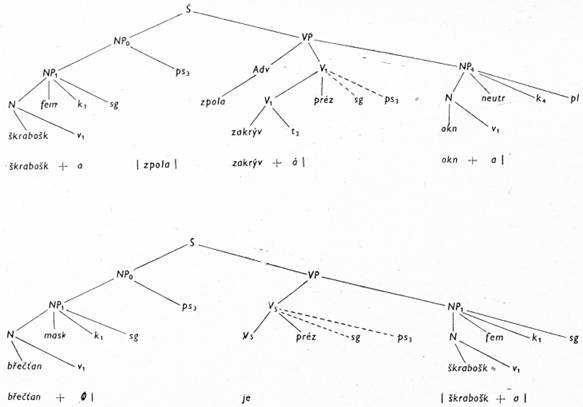 S
NP₀ VP
NP₁ ps₃ Adv V₁ NP₄
N fem k₁ sg zpola V₁ préz sg ps₃ N neutr k₄ pl
škrabošk v₁ zakrýv t₂ okn v₁
škrabošk + a | zpola | zakrýv + á | okn + a |
S
NP₀ VP
NP₁ ps₃ V₅ NP₁
N mask k₁ sg V₅ préz sg ps₃ N fem k₁ sg
břečťan v₁ škrabošk v₁
břečťan + 0 | je | škrabošk + a |